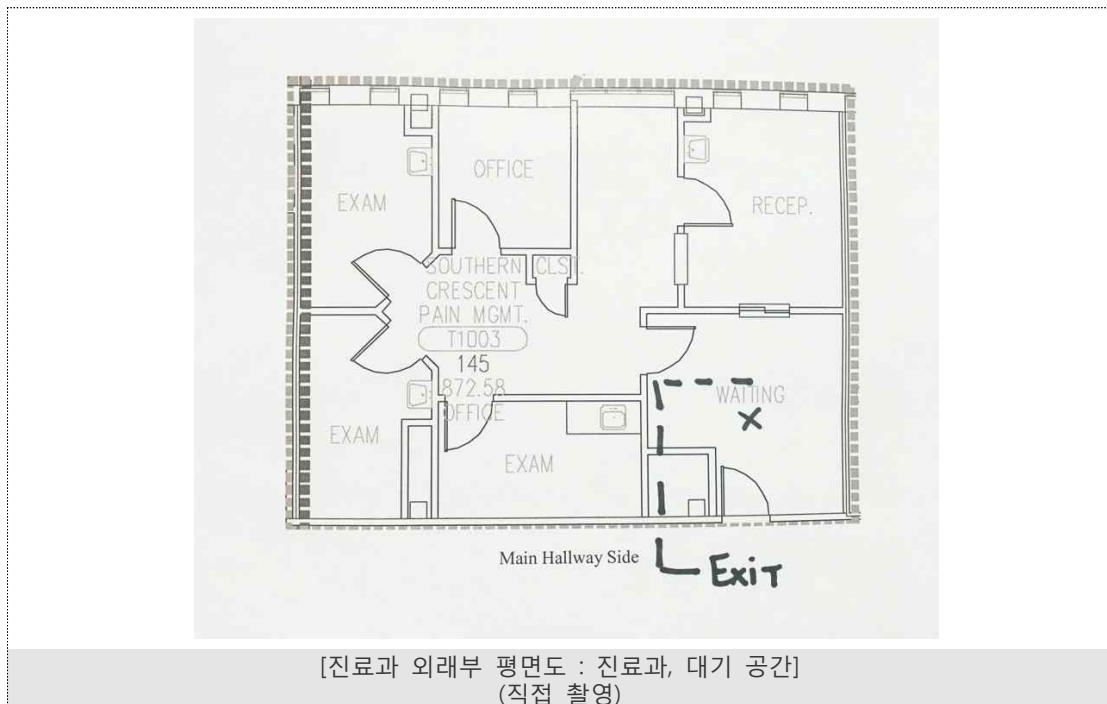 OFFICE
EXAM
RECEP.
SOUTHERN
CLST.
CRESCENT
PAIN MGMT.
T1003
145
872.58
OFFICE
WAITING
X
EXAM
EXAM
Main Hallway Side
Exit
[진료과 외래부 평면도 : 진료과, 대기 공간]
(직접 촬영)